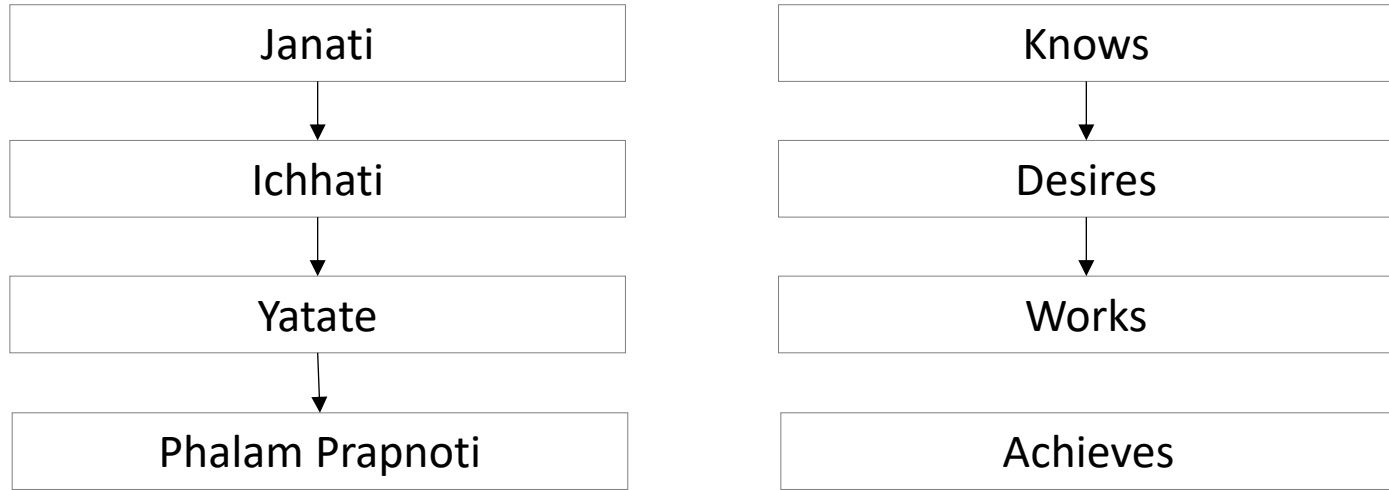 Janati
Ichhati
Yatate
Phalam Prapnoti
Knows
Desires
Works
Achieves